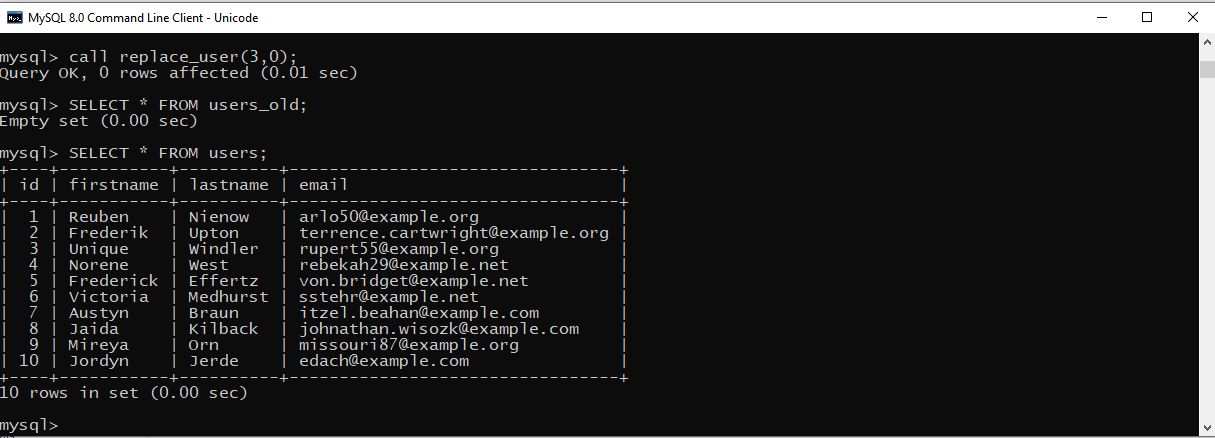 MySQL 8.0 Command Line Client - Unicode
mysql> call replace_user(3,0);
Query OK, 0 rows affected (0.01 sec)
mysql> SELECT * FROM users_old;
Empty set (0.00 sec)
mysql> SELECT * FROM users;
+----+-----------+----------+---------------------------------+
| id | firstname | lastname | email                           |
+----+-----------+----------+---------------------------------+
|  1 | Reuben    | Nienow   | arlo50@example.org              |
|  2 | Frederik  | Upton    | terrence.cartwright@example.org |
|  3 | Unique    | Windler  | rupert55@example.org            |
|  4 | Norene    | West     | rebekah29@example.net           |
|  5 | Frederick | Effertz  | von.bridget@example.net         |
|  6 | Victoria  | Medhurst | sstehr@example.net              |
|  7 | Austyn    | Braun    | itzel.beahan@example.com        |
|  8 | Jaida     | Kilback  | johnathan.wisozk@example.com    |
|  9 | Mireya    | Orn      | missouri87@example.org          |
| 10 | Jordyn    | Jerde    | edach@example.com               |
+----+-----------+----------+---------------------------------+
10 rows in set (0.00 sec)
mysql>